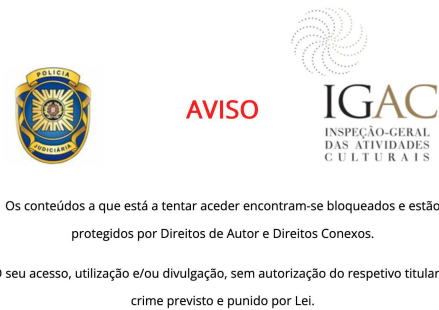 POLICIA
JUDICIÁRIA
AVISO
IGAC
INSPEÇÃO-GERAL
DAS ATIVIDADES
CULTURAIS
Os conteúdos a que está a tentar aceder encontram-se bloqueados e estão
protegidos por Direitos de Autor e Direitos Conexos.
O seu acesso, utilização e/ou divulgação, sem autorização do respetivo titular
crime previsto e punido por Lei.